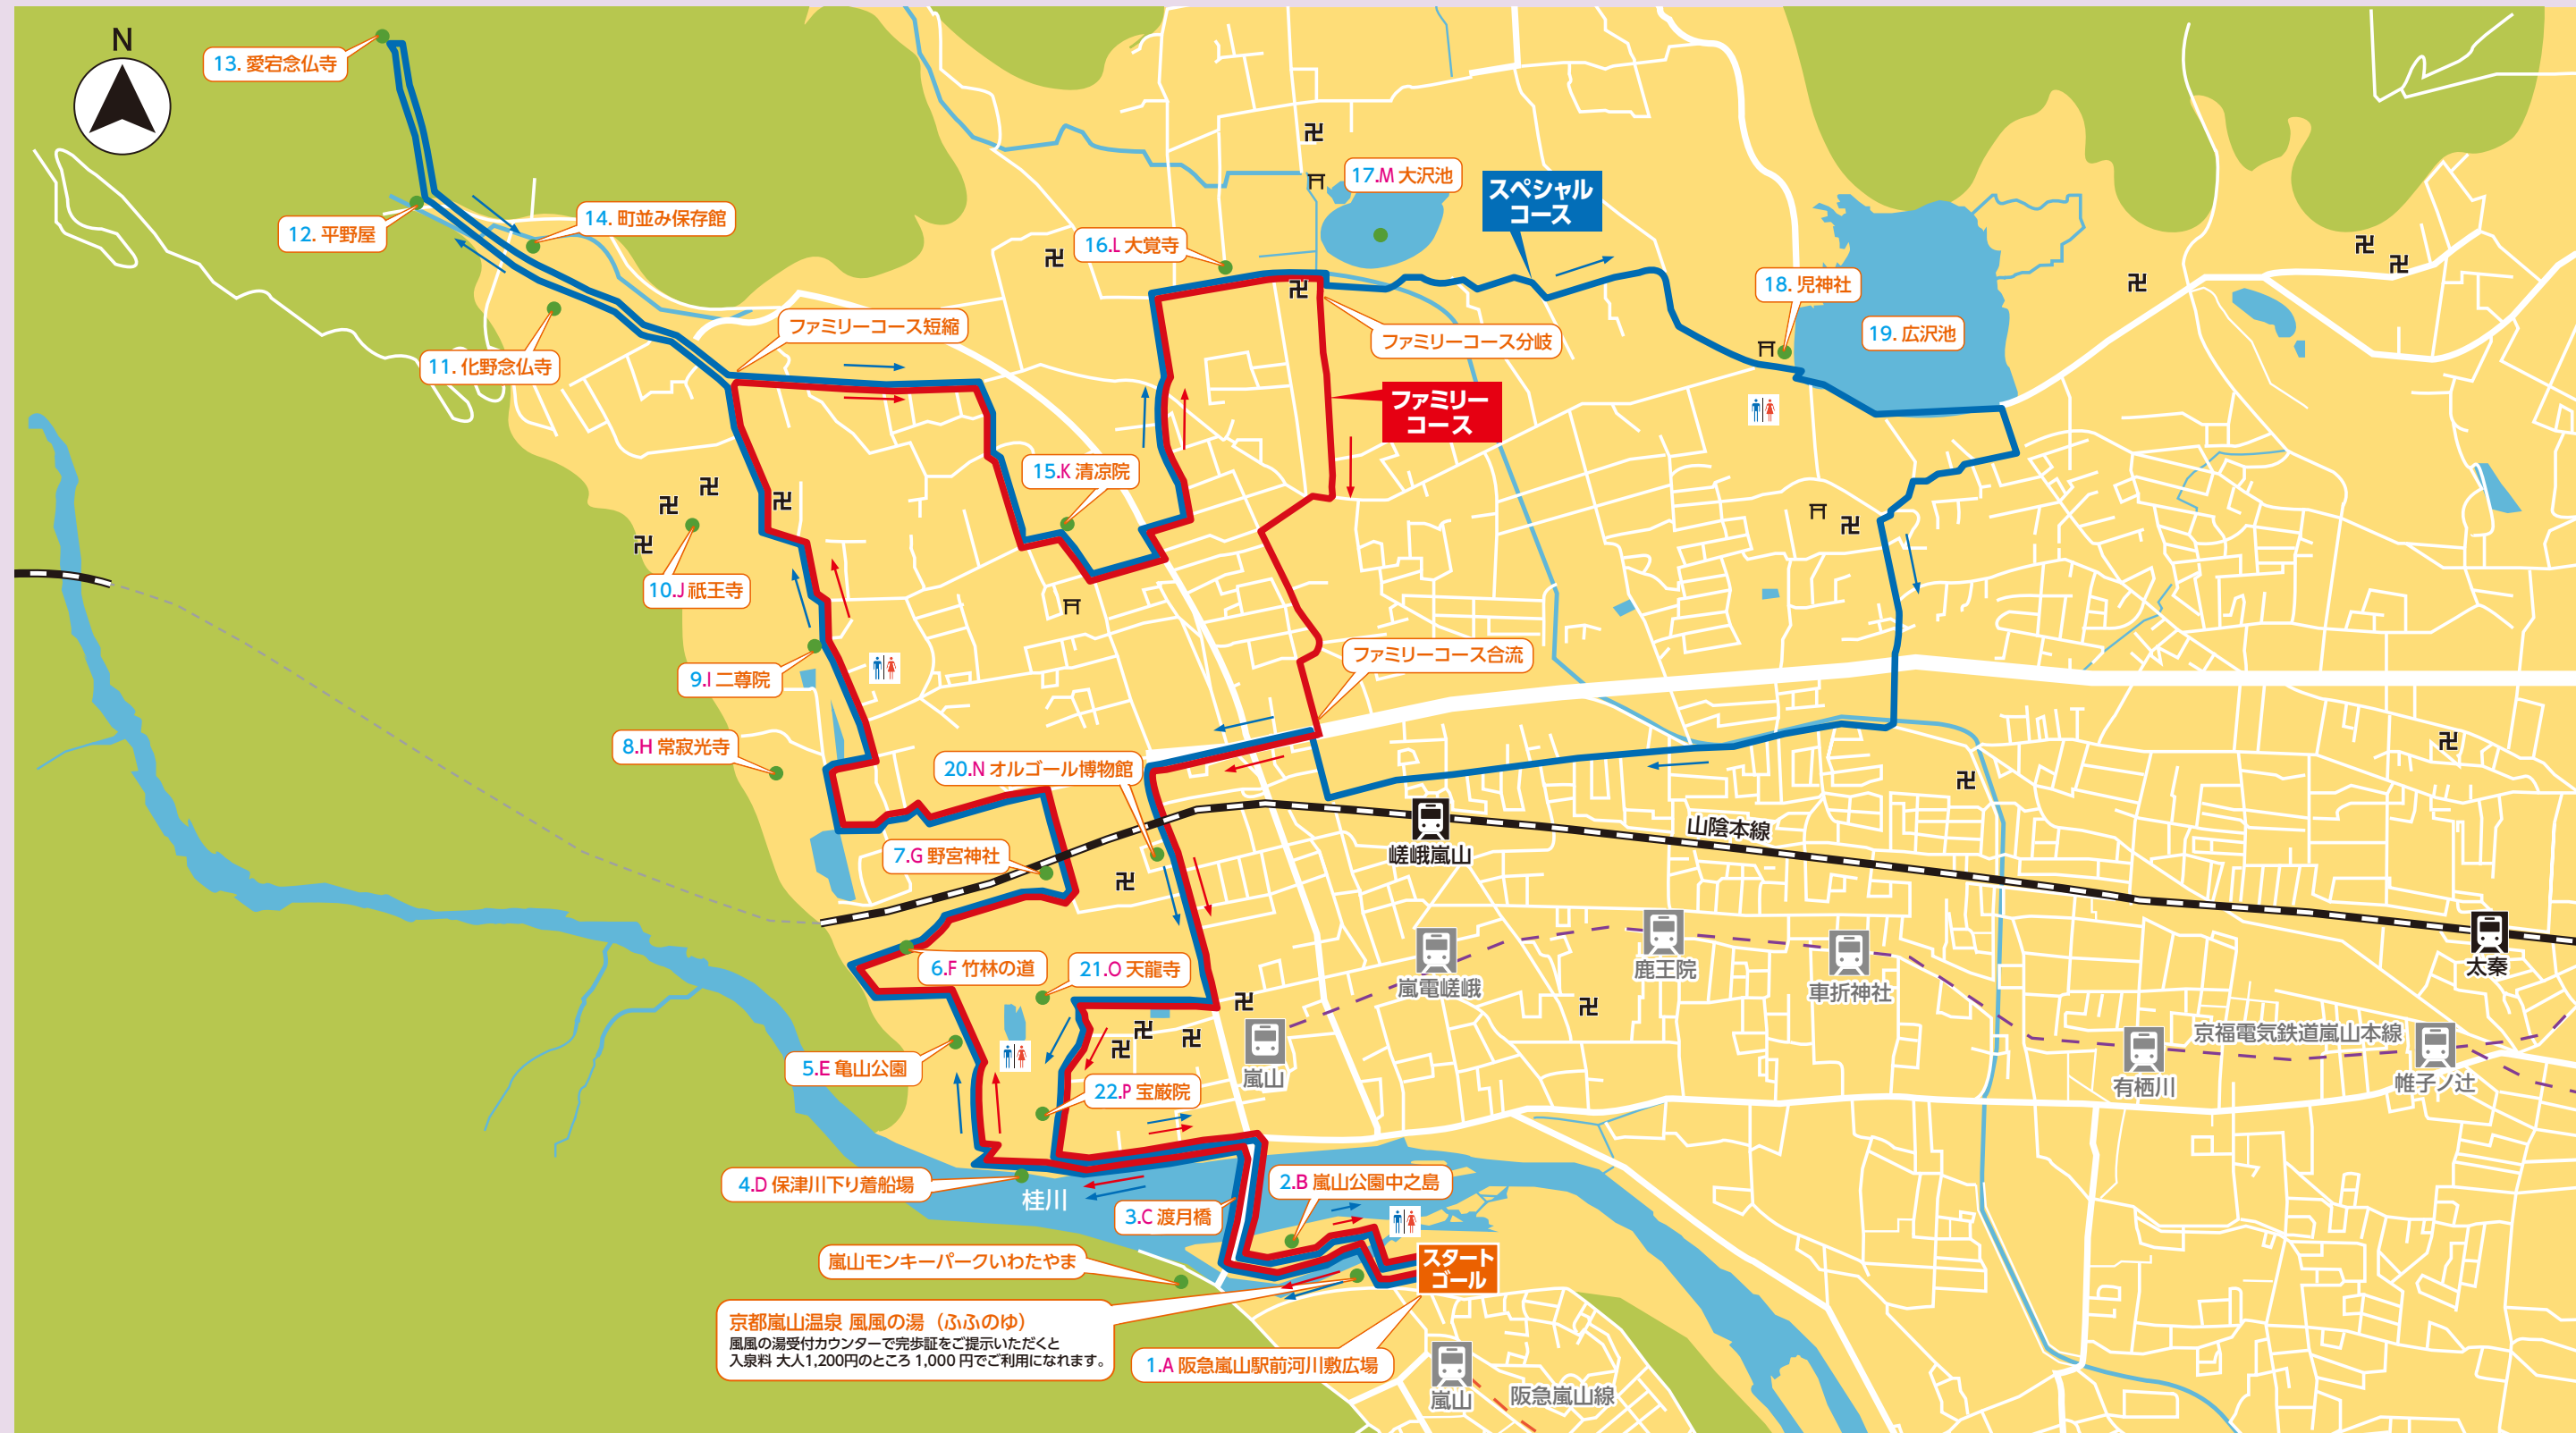 N
13. 愛宕念仏寺
12. 平野屋
14. 町並み保存館
11. 化野念仏寺
ファミリーコース短縮
16.L 大覚寺
17.M 大沢池
スペシャル
コース
18. 児神社
19. 広沢池
ファミリーコース分岐
ファミリー
コース
15.K 清凉院
10.J 祇王寺
9.I 二尊院
ファミリーコース合流
8.H 常寂光寺
20.N オルゴール博物館
7.G 野宮神社
嵯峨嵐山
山陰本線
太秦
6.F 竹林の道
21.O 天龍寺
嵐電嵯峨
鹿王院
車折神社
京福電気鉄道嵐山本線
有栖川
帷子ノ辻
嵐山
5.E 亀山公園
22.P 宝厳院
4.D 保津川下り着船場
桂川
3.C 渡月橋
2.B 嵐山公園中之島
嵐山モンキーパークいわたやま
スタート
ゴール
京都嵐山温泉 風風の湯（ふふのゆ）
風風の湯受付カウンターで完歩証をご提示いただくと
入泉料 大人1,200円のところ 1,000 円でご利用になれます。
1.A 阪急嵐山駅前河川敷広場
嵐山
阪急嵐山線